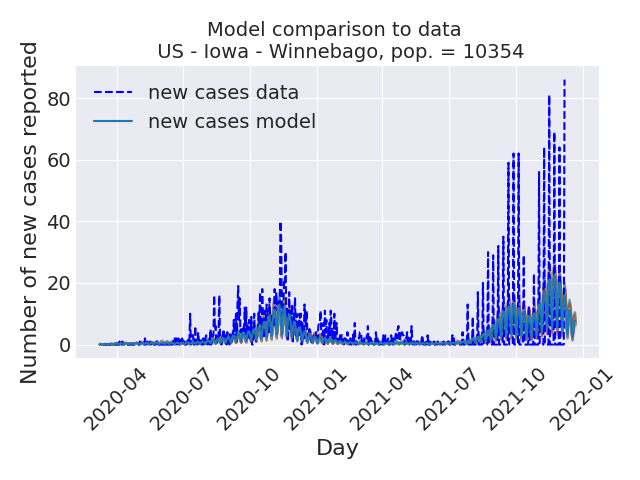 Model comparison to data
US - Iowa - Winnebago, pop. = 10354
Number of new cases reported
80
60
40
20
0
new cases data
new cases model
2020-04
2020-07
2020-10
2021-01
2021-04
2021-07
2021-10
2022-01
Day